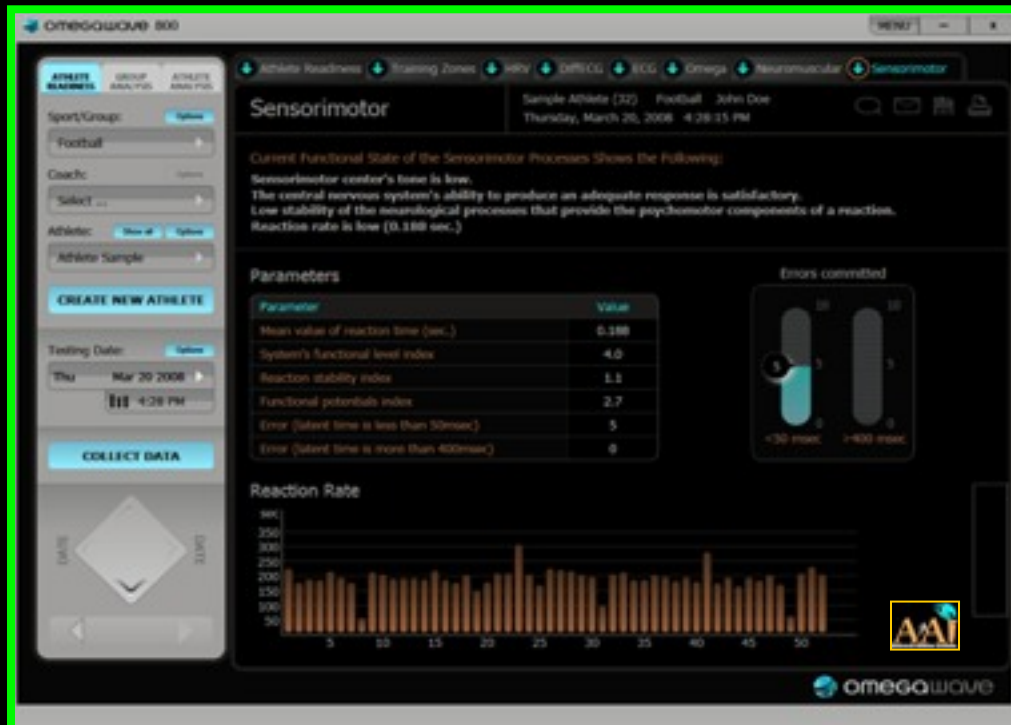 omegawave 800
MENU
ATHLETE READINESS
GROUP ANALYSIS
ATHLETE ANALYSIS
Sport/Group:
Options
Football
Coach:
Options
Select ...
Athlete:
Show all
Options
Athlete Sample
CREATE NEW ATHLETE
Testing Date:
Options
Thu Mar 20 2008
4:28 PM
COLLECT DATA
DATE
DATE
Athlete Readiness
Training Zones
HRV
DiffECG
ECG
Omega
Neuromuscular
Sensorimotor
Sensorimotor
Sample Athlete (32) Football John Doe
Thursday, March 20, 2008 4:28:15 PM
Current Functional State of the Sensorimotor Processes Shows the Following:
Sensorimotor center's tone is low.
The central nervous system's ability to produce an adequate response is satisfactory.
Low stability of the neurological processes that provide the psychomotor components of a reaction.
Reaction rate is low (0.188 sec.)
Parameters
Parameter Value
Mean value of reaction time (sec.) 0.188
System's functional level index 4.0
Reaction stability index 1.1
Functional potentials index 2.7
Error (latent time is less than 50msec) 5
Error (latent time is more than 400msec) 0
Errors committed
10 10
5 5 5
0 0
<50 msec >400 msec
Reaction Rate
sec
350
300
250
200
150
100
50
5 10 15 20 25 30 35 40 45 50
AAI
omegawave